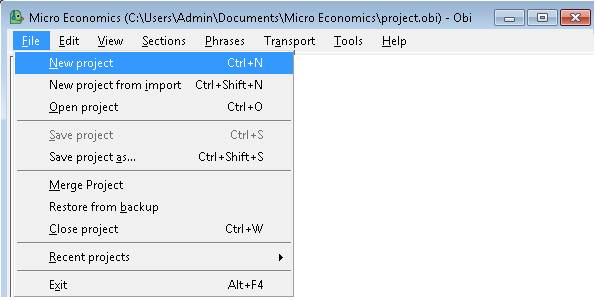 Micro Economics (C:\Users\Admin\Documents\Micro Economics\project.obi) - Obi
File Edit View Sections Phrases Transport Tools Help
New project Ctrl+N
New project from import Ctrl+Shift+N
Open project Ctrl+O
Save project Ctrl+S
Save project as... Ctrl+Shift+S
Merge Project
Restore from backup
Close project Ctrl+W
Recent projects
Exit Alt+F4